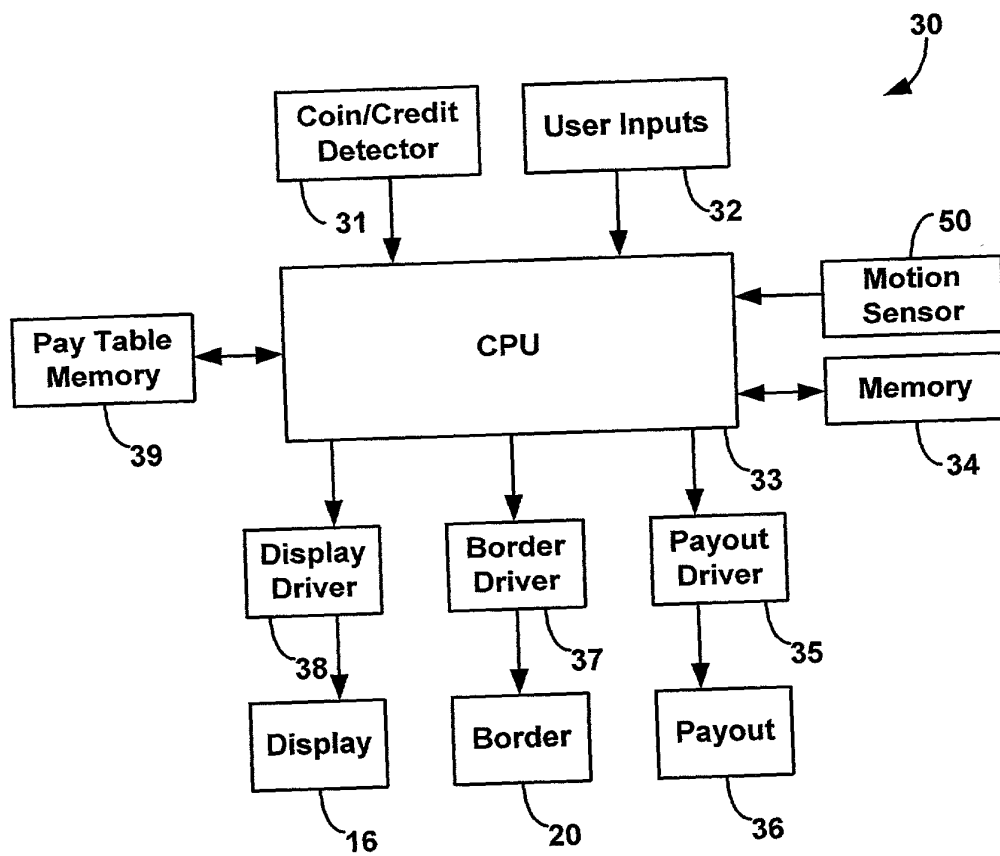 30
Coin/Credit
Detector
User Inputs
31
32
50
Motion
Sensor
CPU
Pay Table
Memory
Memory
39
33
34
Display
Driver
Border
Driver
Payout
Driver
38
37
35
Display
Border
Payout
16
20
36